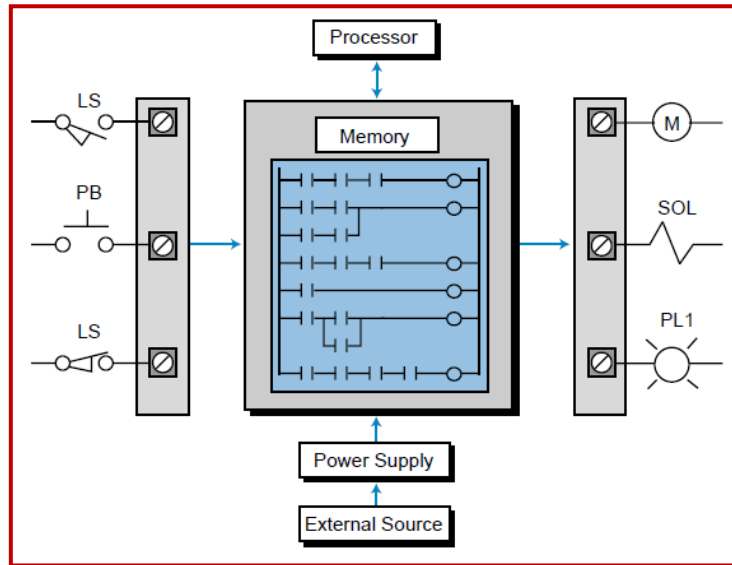 Processor
LS
Memory
M
PB
SOL
LS
PL1
Power Supply
External Source